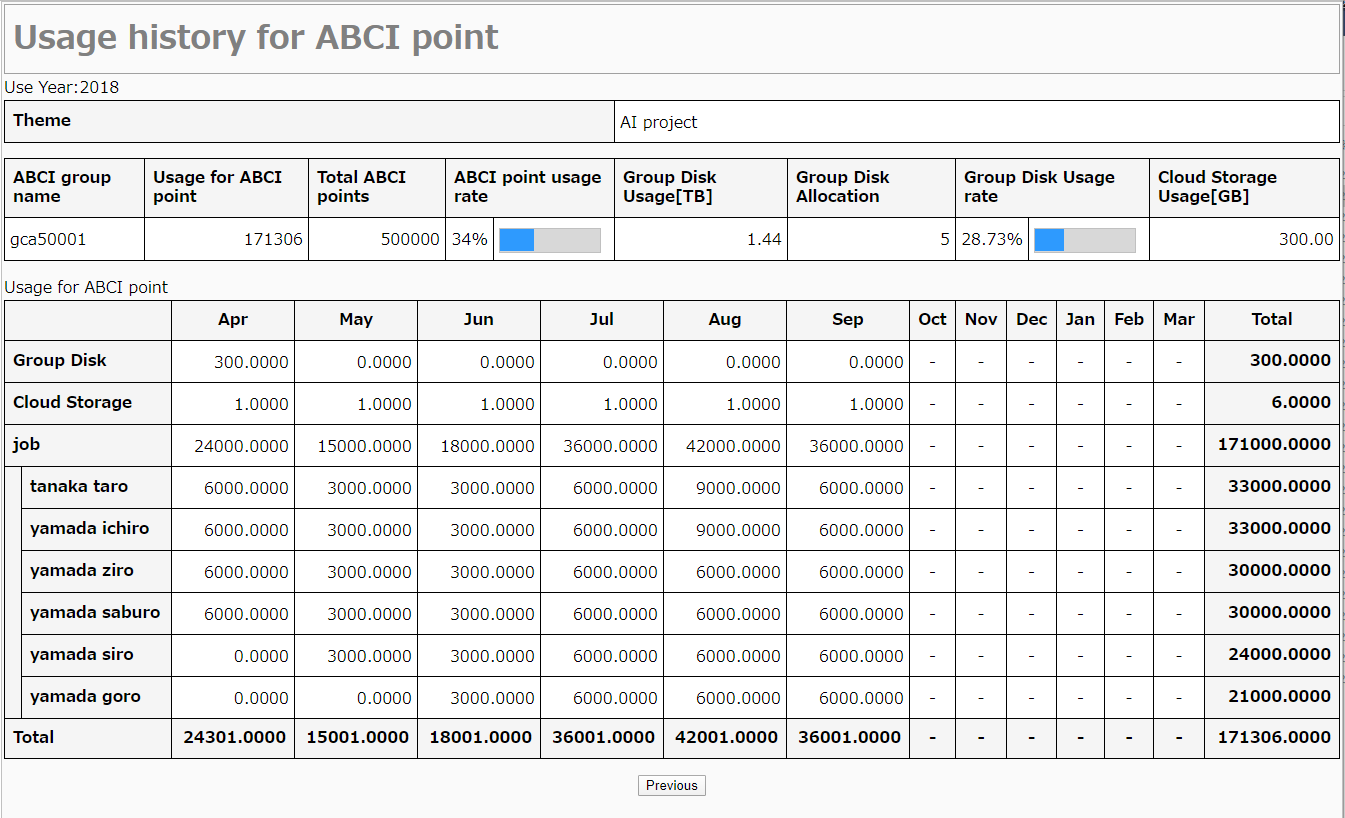 Usage history for ABCI point
Use Year:2018
Theme AI project
ABCI group name Usage for ABCI point Total ABCI points ABCI point usage rate Group Disk Usage[TB] Group Disk Allocation Group Disk Usage rate Cloud Storage Usage[GB]
gca50001 171306 500000 34% 1.44 5 28.73% 300.00
Usage for ABCI point
Apr May Jun Jul Aug Sep Oct Nov Dec Jan Feb Mar Total
Group Disk 300.0000 0.0000 0.0000 0.0000 0.0000 0.0000 - - - - - - 300.0000
Cloud Storage 1.0000 1.0000 1.0000 1.0000 1.0000 1.0000 - - - - - - 6.0000
job 24000.0000 15000.0000 18000.0000 36000.0000 42000.0000 36000.0000 - - - - - - 171000.0000
tanaka taro 6000.0000 3000.0000 3000.0000 6000.0000 9000.0000 6000.0000 - - - - - - 33000.0000
yamada ichiro 6000.0000 3000.0000 3000.0000 6000.0000 9000.0000 6000.0000 - - - - - - 33000.0000
yamada ziro 6000.0000 3000.0000 3000.0000 6000.0000 6000.0000 6000.0000 - - - - - - 30000.0000
yamada saburo 6000.0000 3000.0000 3000.0000 6000.0000 6000.0000 6000.0000 - - - - - - 30000.0000
yamada siro 0.0000 3000.0000 3000.0000 6000.0000 6000.0000 6000.0000 - - - - - - 24000.0000
yamada goro 0.0000 0.0000 3000.0000 6000.0000 6000.0000 6000.0000 - - - - - - 21000.0000
Total 24301.0000 15001.0000 18001.0000 36001.0000 42001.0000 36001.0000 - - - - - - 171306.0000
Previous